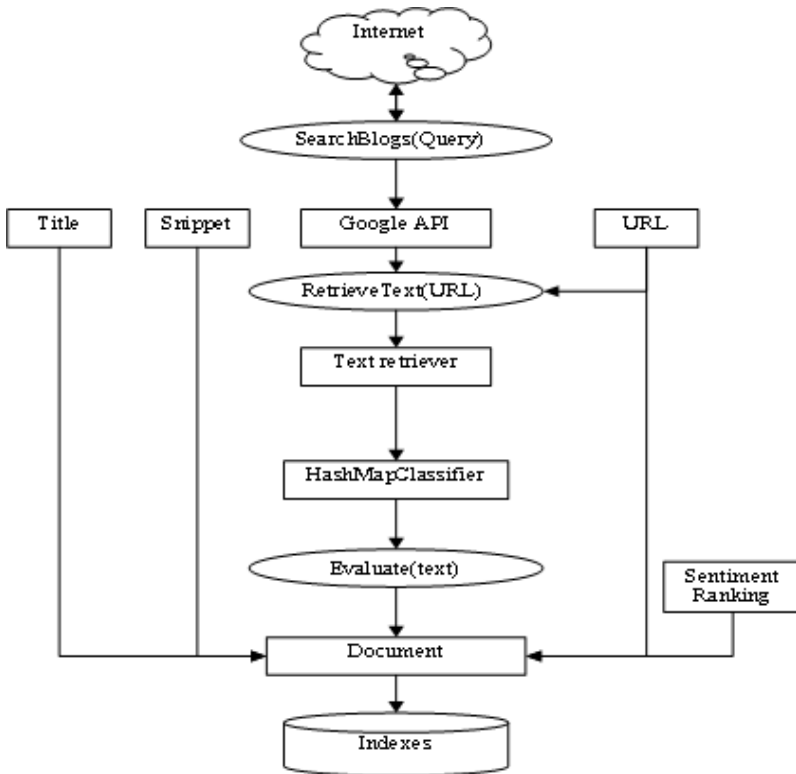 Internet
SearchBlogs(Query)
Title
Snippet
Google API
URL
RetrieveText(URL)
Text retriever
HashMapClassifier
Evaluate(text)
Sentiment
Ranking
Document
Indexes